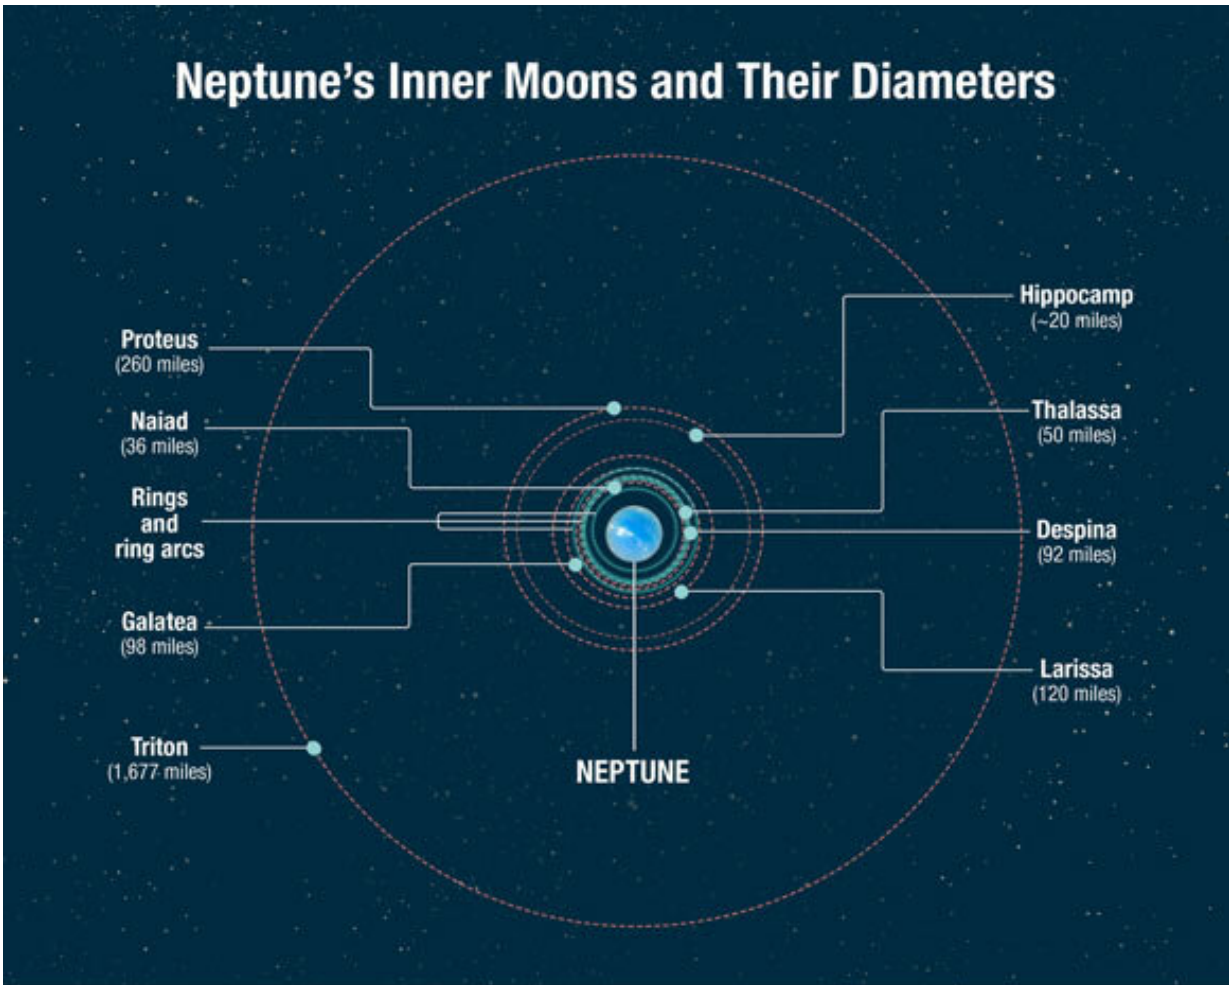 Neptune's Inner Moons and Their Diameters
Proteus
(260 miles)
Naiad
(36 miles)
Rings
and
ring arcs
Galatea
(98 miles)
Triton
(1,677 miles)
Hippocamp
(~20 miles)
Thalassa
(50 miles)
Despina
(92 miles)
Larissa
(120 miles)
NEPTUNE